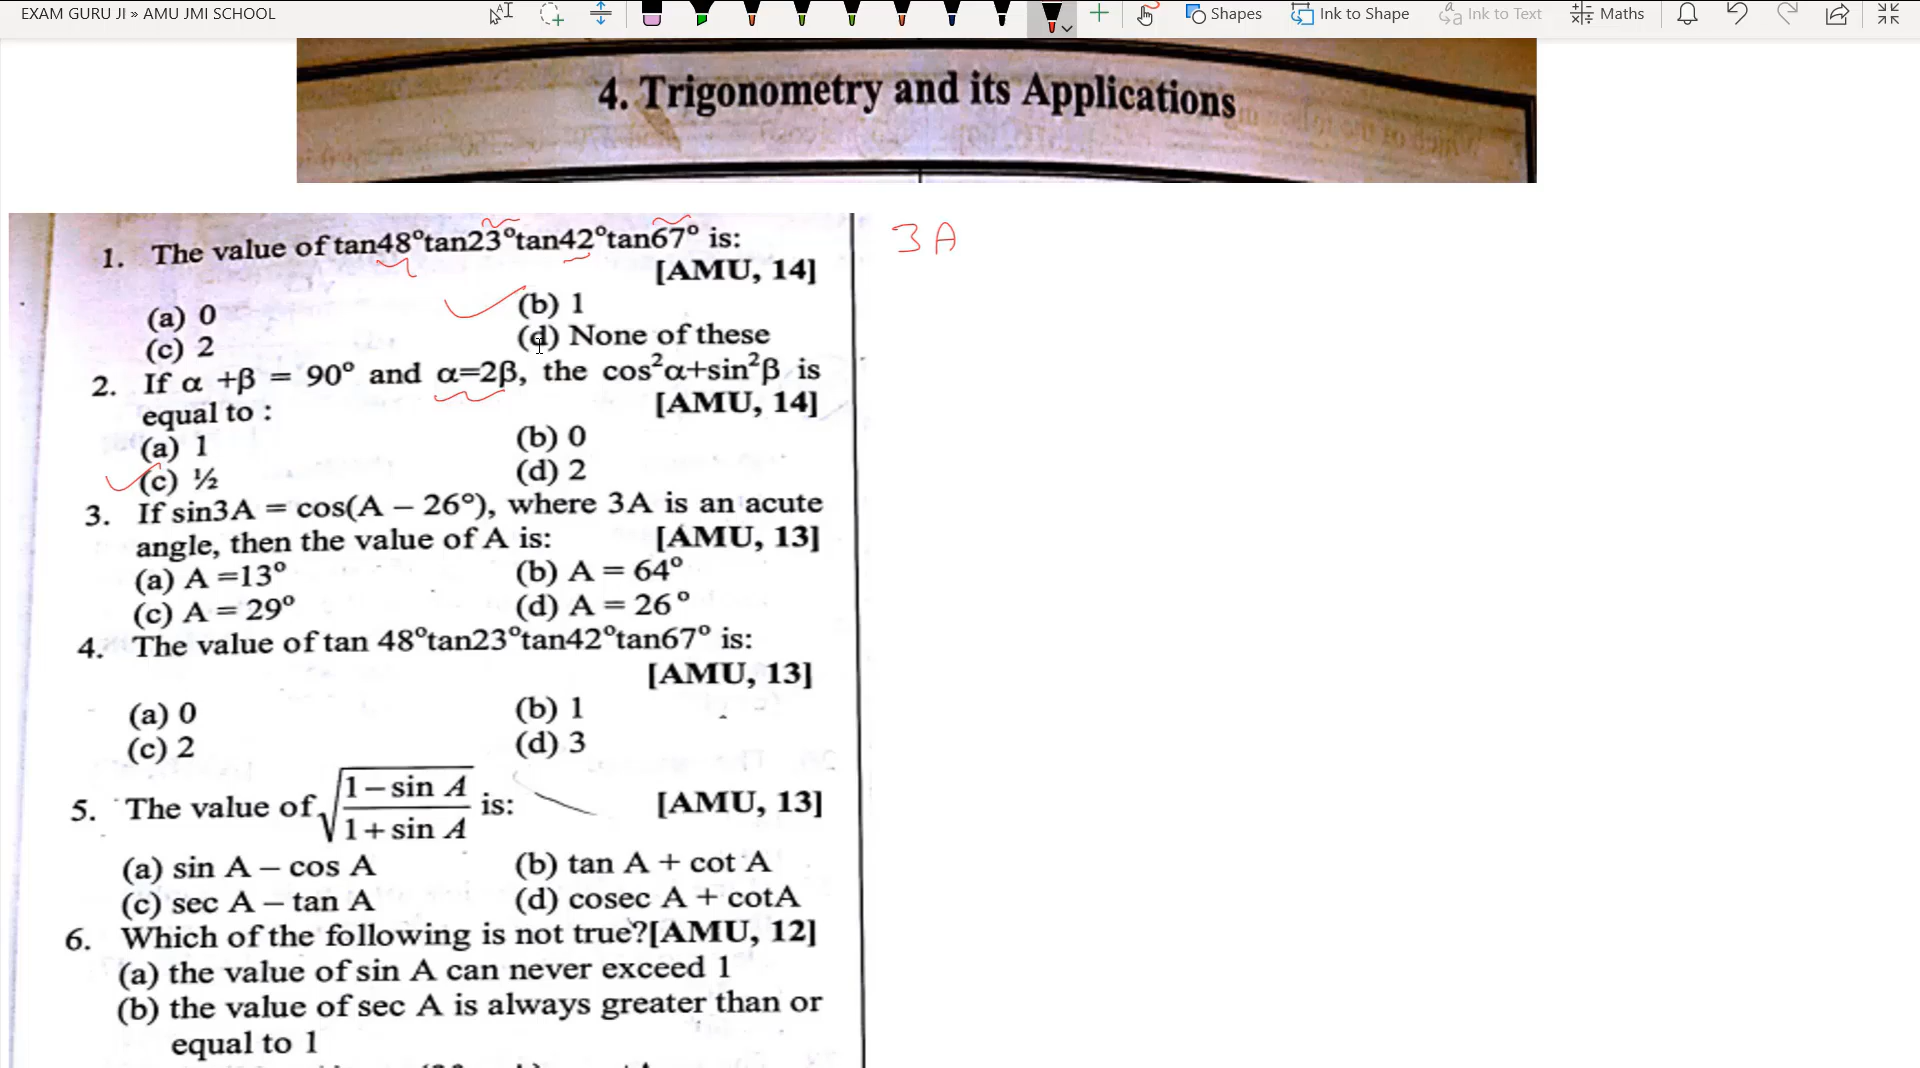 EXAM GURU JI » AMU JMI SCHOOL
Shapes
Ink to Shape
Ink to Text
Maths
4. Trigonometry and its Applications
3A
1. The value of tan48°tan23°tan42°tan67° is:
[AMU, 14]
(a) 0 (b) 1
(c) 2 (d) None of these
2. If α +β = 90° and α=2β, the cos²α+sin²β is
equal to : [AMU, 14]
(a) 1 (b) 0
(c) ½ (d) 2
3. If sin3A = cos(A – 26°), where 3A is an acute
angle, then the value of A is: [AMU, 13]
(a) A =13° (b) A = 64°
(c) A = 29° (d) A = 26°
4. The value of tan 48°tan23°tan42°tan67° is:
[AMU, 13]
(a) 0 (b) 1
(c) 2 (d) 3
5. The value of √((1 – sin A)/(1 + sin A)) is: [AMU, 13]
(a) sin A – cos A (b) tan A + cot A
(c) sec A – tan A (d) cosec A + cotA
6. Which of the following is not true?[AMU, 12]
(a) the value of sin A can never exceed 1
(b) the value of sec A is always greater than or
equal to 1